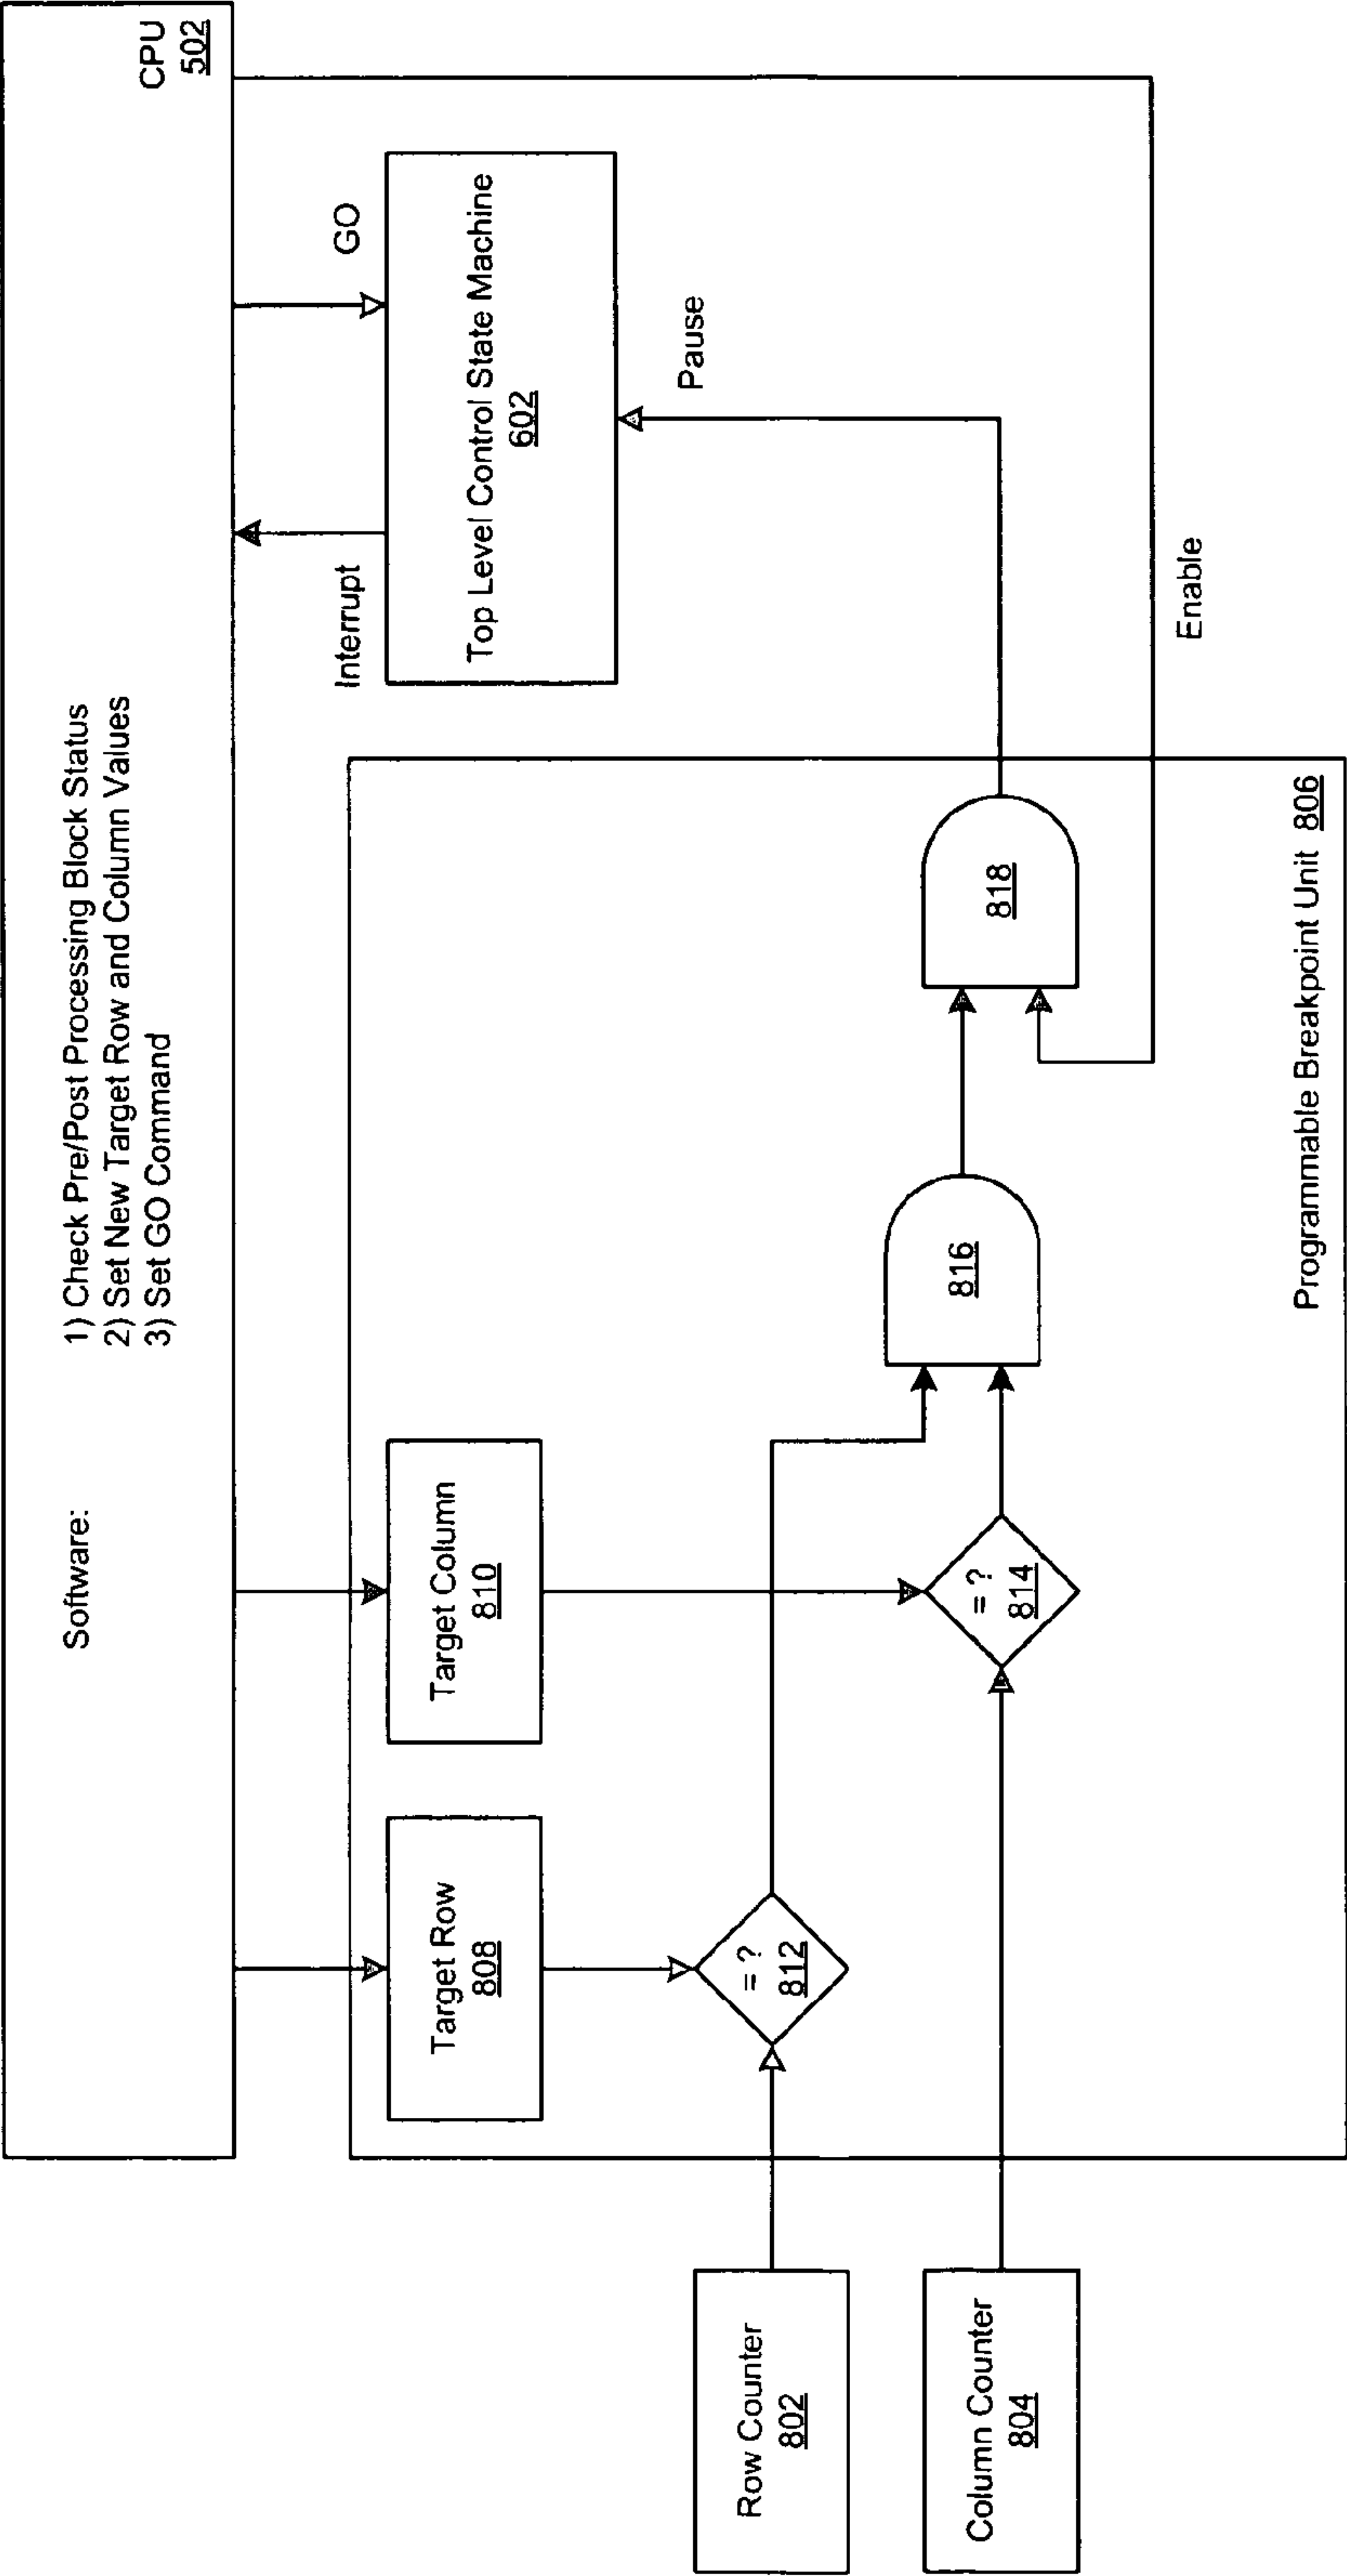 CPU
502
Software:
1) Check Pre/Post Processing Block Status
2) Set New Target Row and Column Values
3) Set GO Command
Interrupt
GO
Target Row
808
Target Column
810
Top Level Control State Machine
602
Pause
Row Counter
802
= ?
812
Column Counter
804
= ?
814
816
818
Enable
Programmable Breakpoint Unit 806